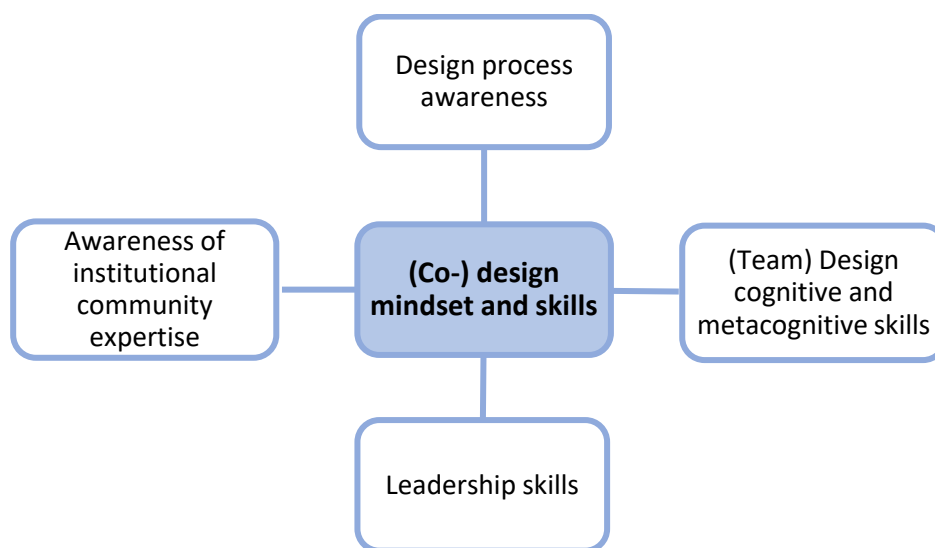 Design process
awareness
Awareness of
institutional
community
expertise
(Co-) design
mindset and skills
(Team) Design
cognitive and
metacognitive skills
Leadership skills